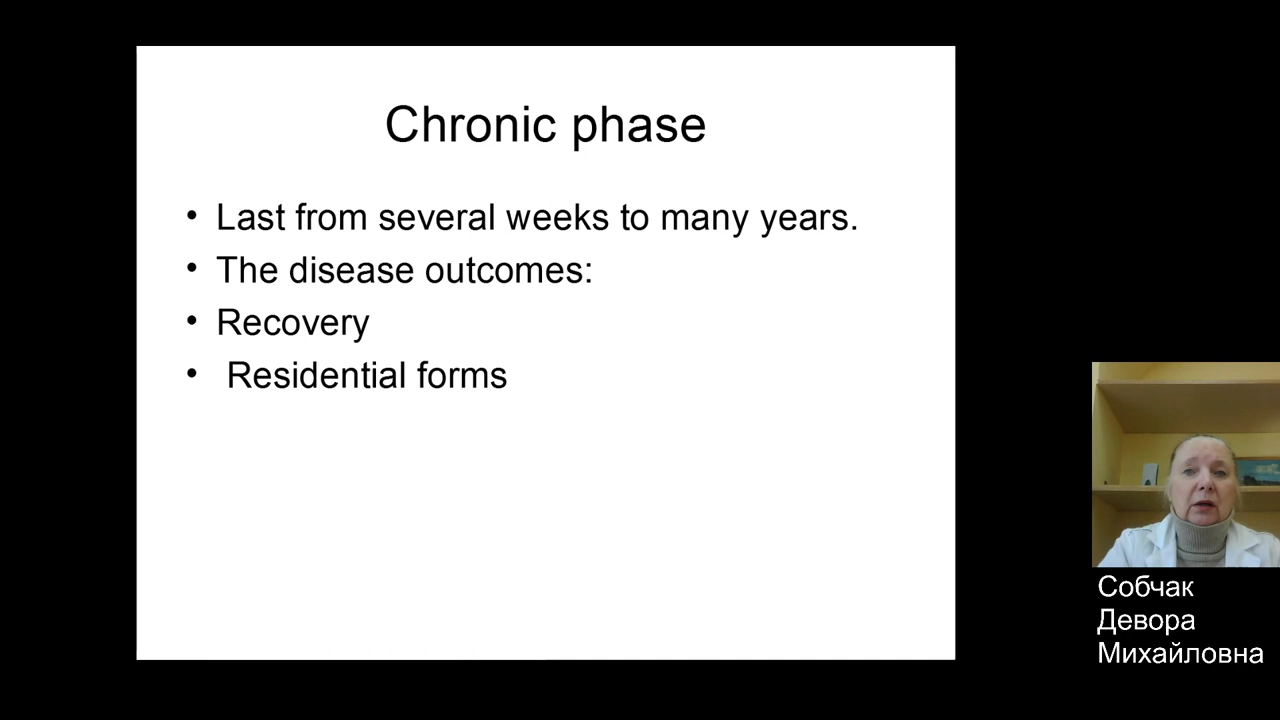 Chronic phase
• Last from several weeks to many years.
• The disease outcomes:
• Recovery
• Residential forms
Собчак
Девора
Михайловна